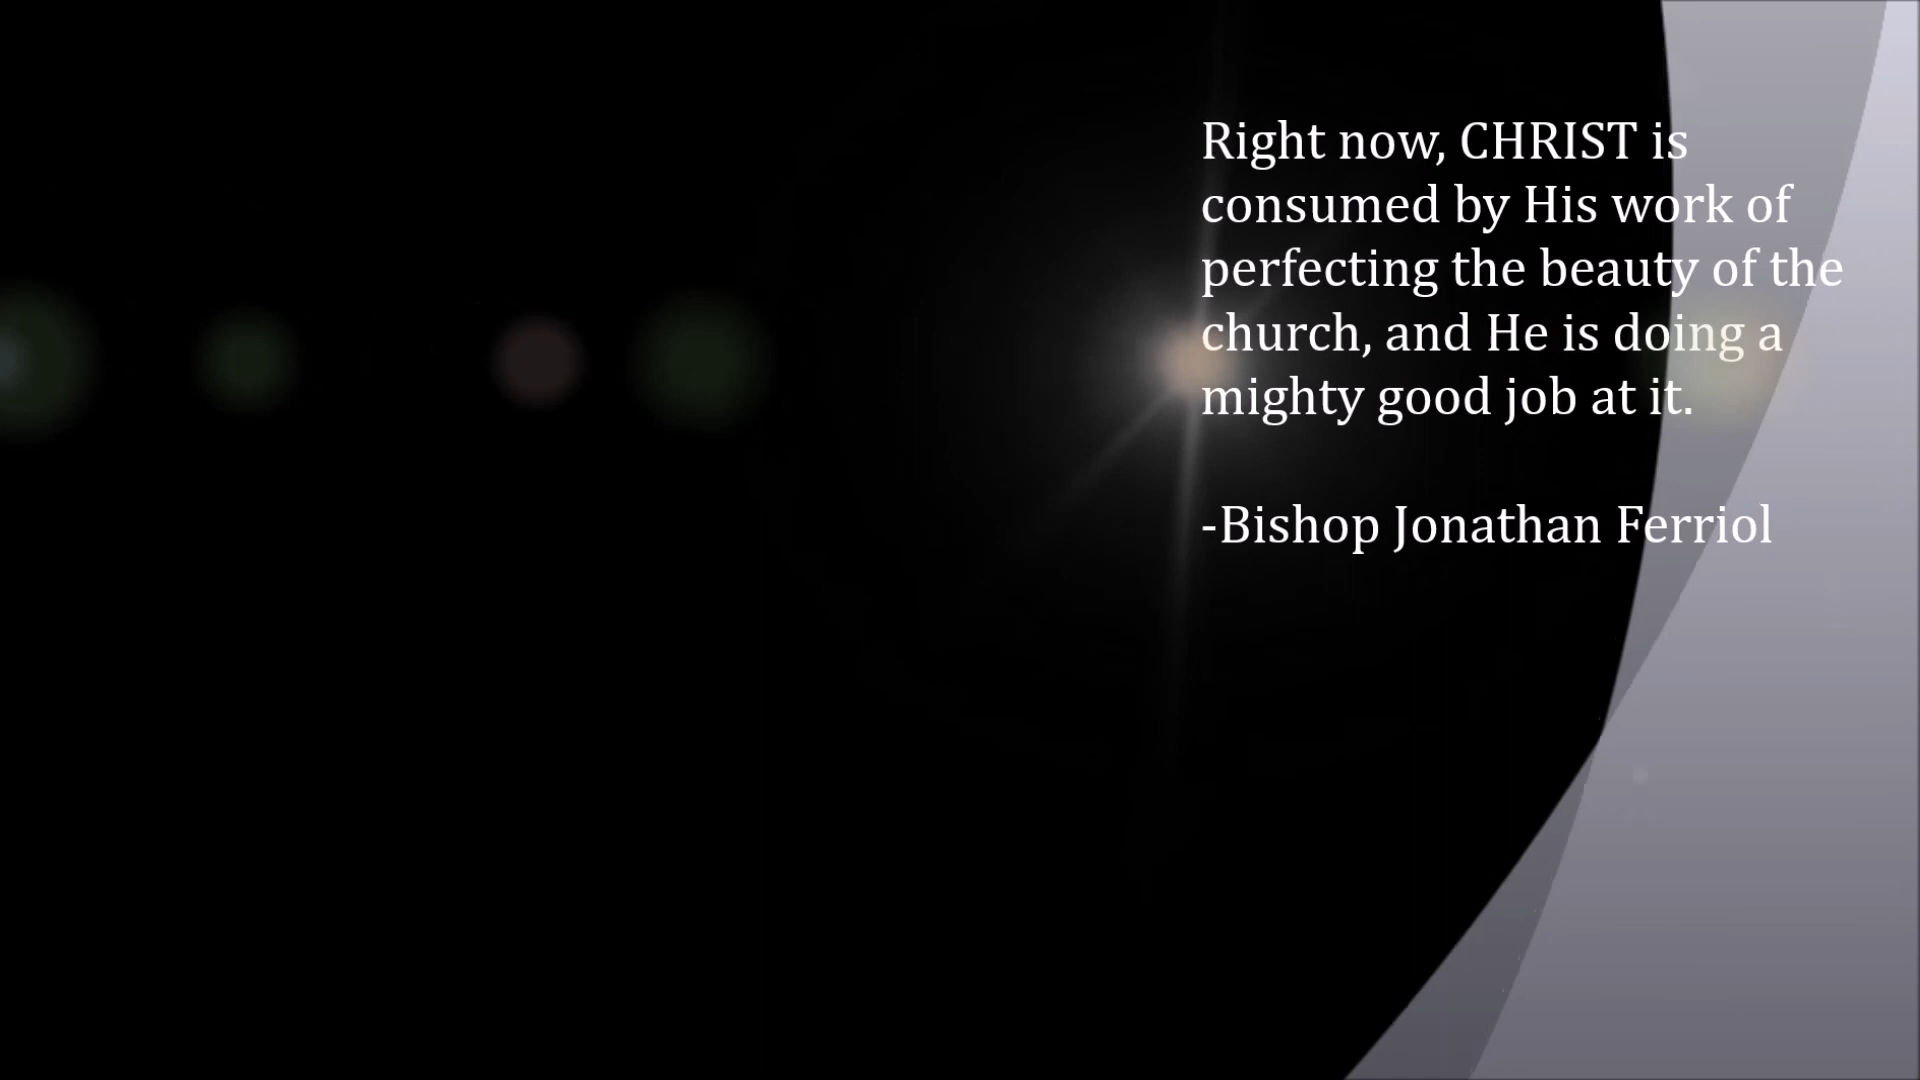 Right now, CHRIST is
consumed by His work of
perfecting the beauty of the
church, and He is doing a
mighty good job at it.
-Bishop Jonathan Ferriol